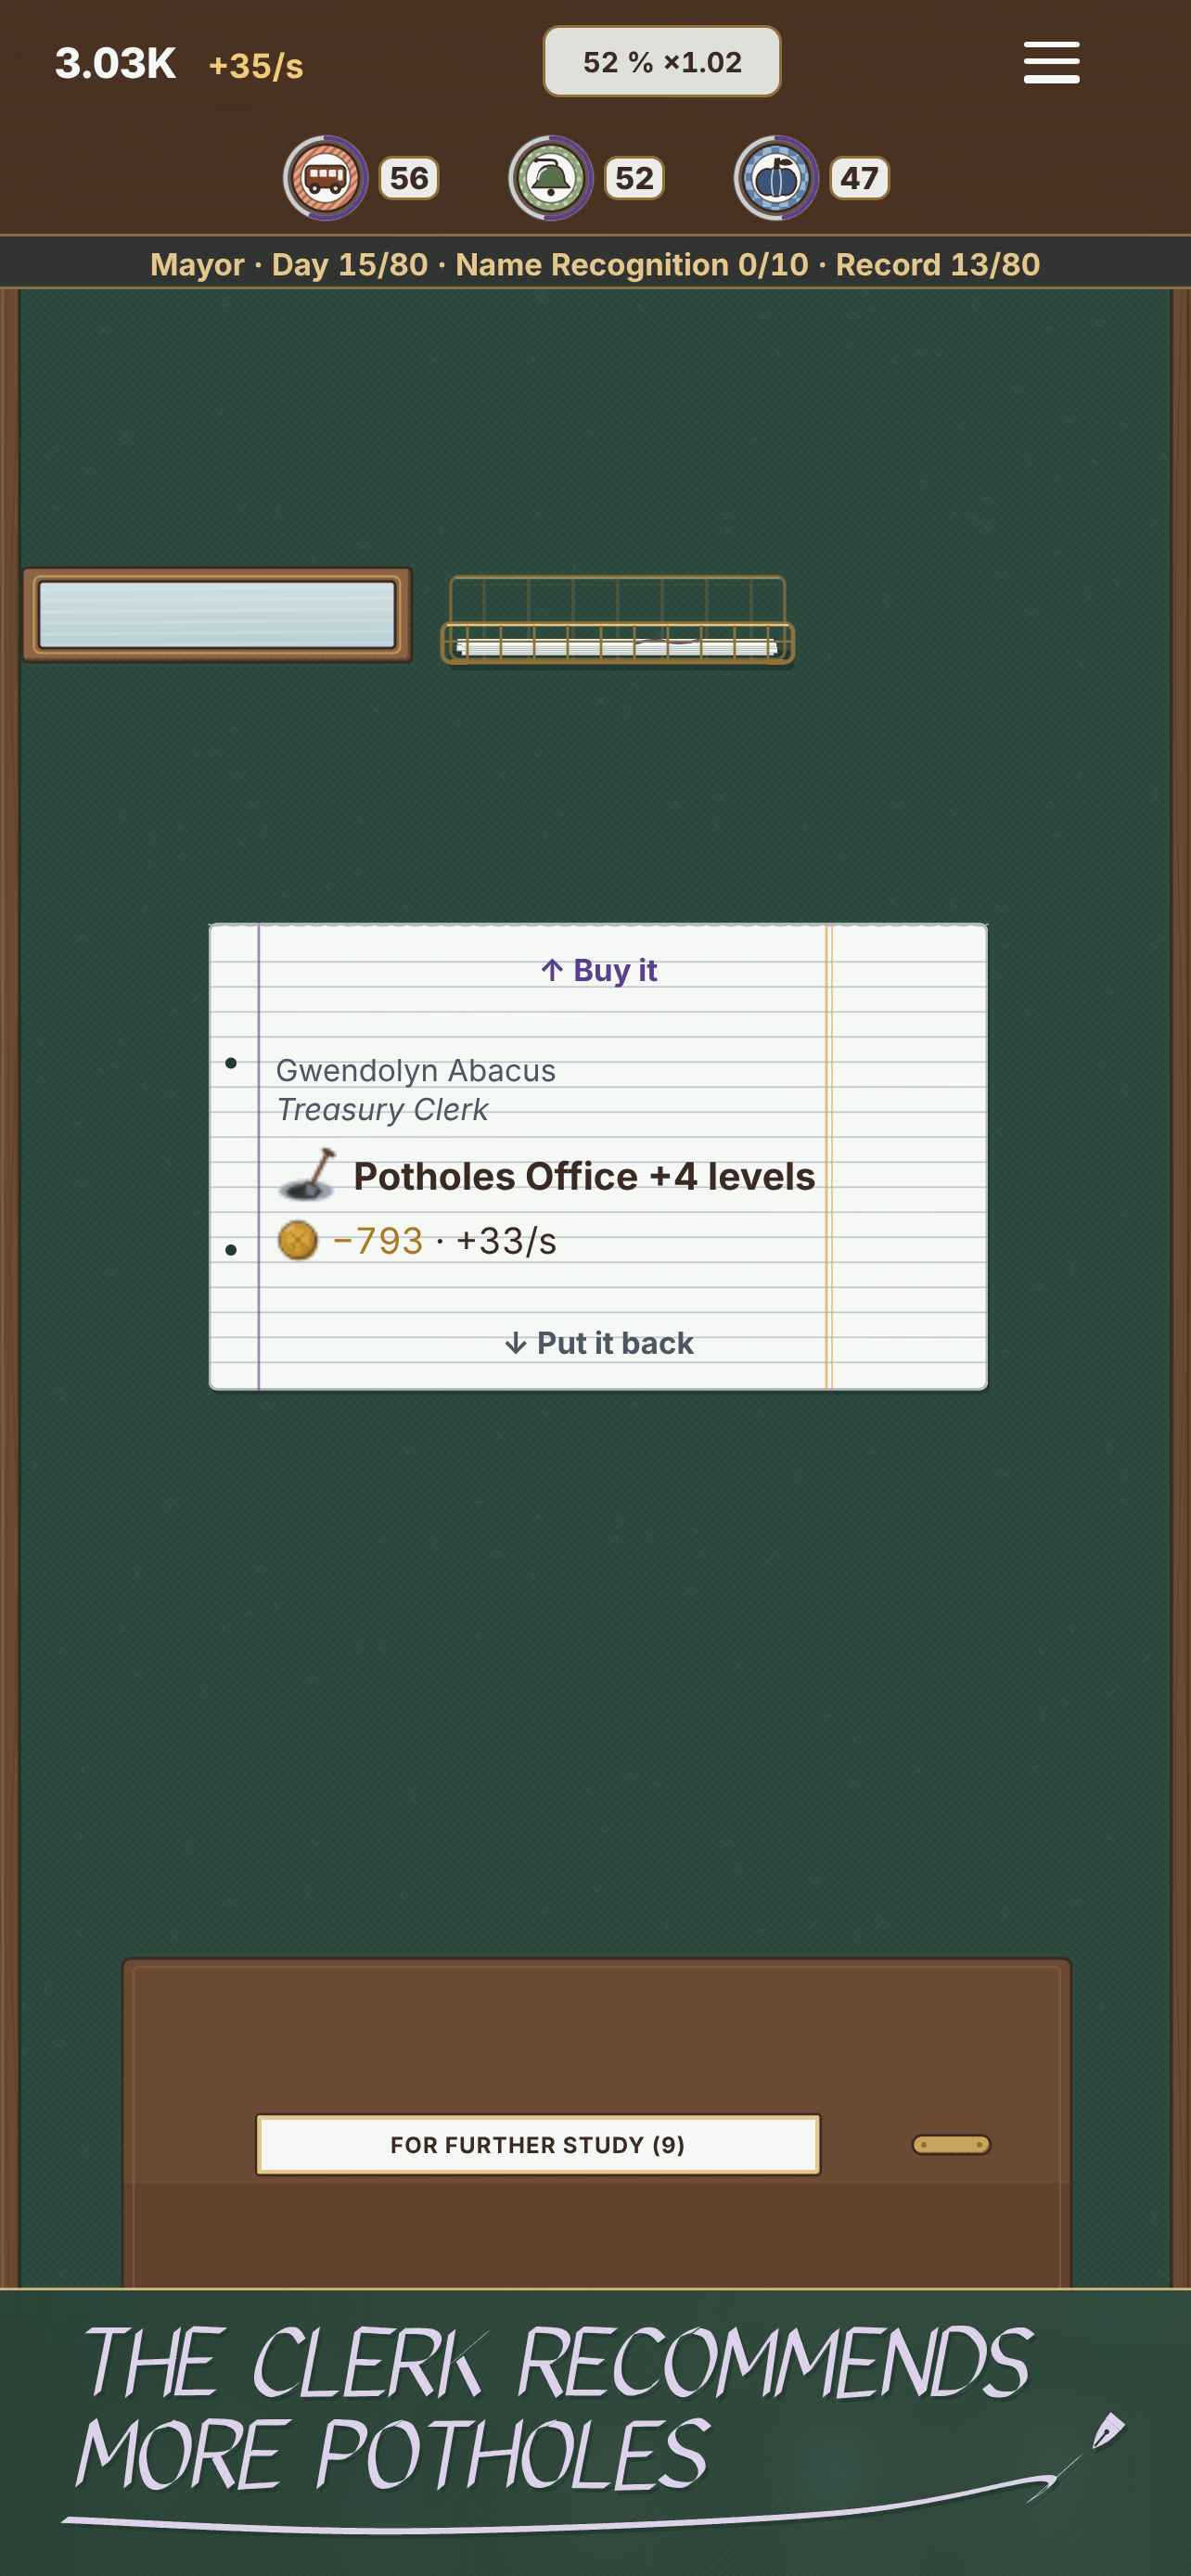 3.03K +35/s 52 % ×1.02
56 52 47
Mayor · Day 15/80 · Name Recognition 0/10 · Record 13/80
↑ Buy it
Gwendolyn Abacus
Treasury Clerk
Potholes Office +4 levels
−793 · +33/s
↓ Put it back
FOR FURTHER STUDY (9)
THE CLERK RECOMMENDS
MORE POTHOLES